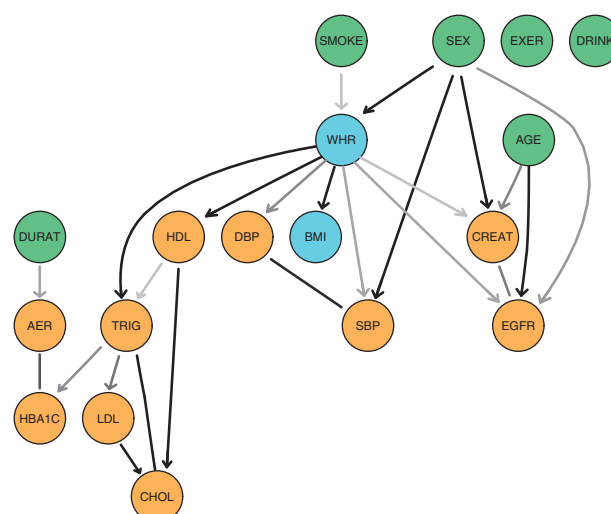 SMOKE
SEX
EXER
DRINK
WHR
AGE
DURAT
HDL
DBP
BMI
CREAT
AER
TRIG
SBP
EGFR
HBA1C
LDL
CHOL